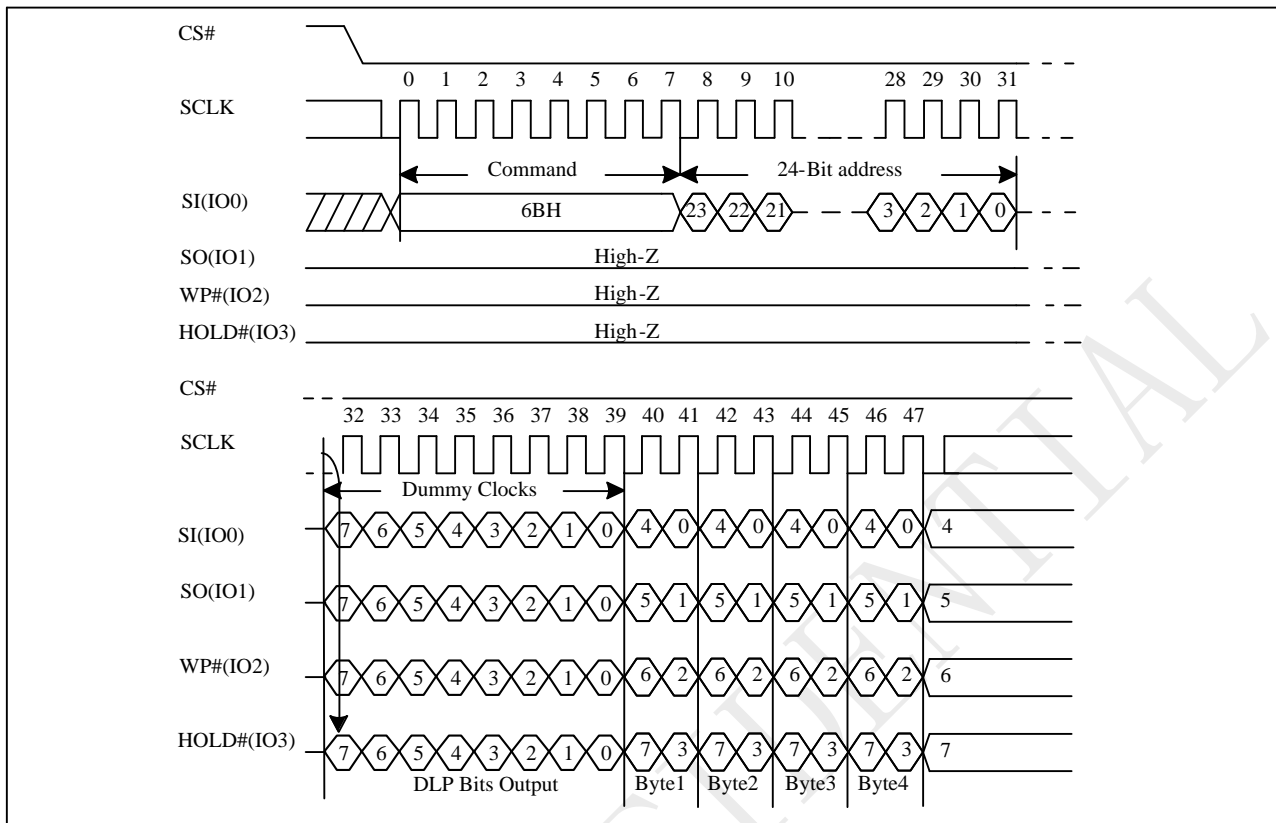 CS#
0 1 2 3 4 5 6 7 8 9 10 28 29 30 31
SCLK
Command 24-Bit address
SI(IO0) 6BH 23 22 21 3 2 1 0
SO(IO1) High-Z
WP#(IO2) High-Z
HOLD#(IO3) High-Z
CS#
32 33 34 35 36 37 38 39 40 41 42 43 44 45 46 47
SCLK
Dummy Clocks
SI(IO0) 7 6 5 4 3 2 1 0 4 0 4 0 4 0 4 0 4
SO(IO1) 7 6 5 4 3 2 1 0 5 1 5 1 5 1 5 1 5
WP#(IO2) 7 6 5 4 3 2 1 0 6 2 6 2 6 2 6 2 6
HOLD#(IO3) 7 6 5 4 3 2 1 0 7 3 7 3 7 3 7 3 7
DLP Bits Output Byte1 Byte2 Byte3 Byte4